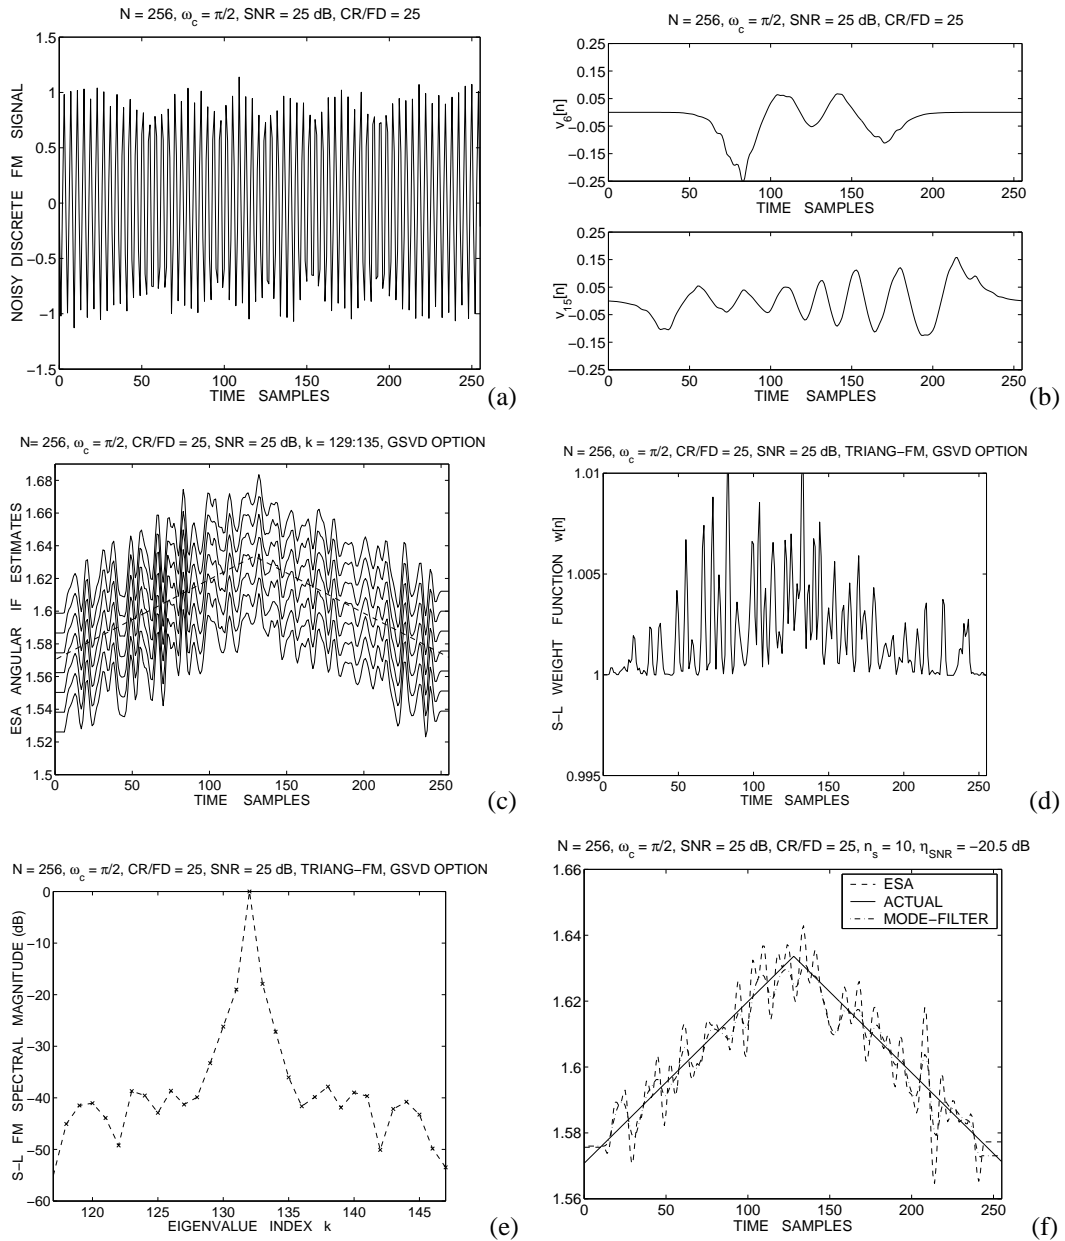 N = 256, ω_c = π/2, SNR = 25 dB, CR/FD = 25
NOISY DISCRETE FM SIGNAL
1.5
1
0.5
0
−0.5
−1
−1.5
0 50 100 150 200 250
TIME SAMPLES
(a)
N = 256, ω_c = π/2, SNR = 25 dB, CR/FD = 25
v_6[n]
0.25
0.15
0.05
−0.05
−0.15
−0.25
0 50 100 150 200 250
TIME SAMPLES
v_15[n]
0.25
0.15
0.05
−0.05
−0.15
−0.25
0 50 100 150 200 250
TIME SAMPLES
(b)
N= 256, ω_c = π/2, CR/FD = 25, SNR = 25 dB, k = 129:135, GSVD OPTION
ESA ANGULAR IF ESTIMATES
1.68
1.66
1.64
1.62
1.6
1.58
1.56
1.54
1.52
1.5
0 50 100 150 200 250
TIME SAMPLES
(c)
N = 256, ω_c = π/2, CR/FD = 25, SNR = 25 dB, TRIANG−FM, GSVD OPTION
S−L WEIGHT FUNCTION w[n]
1.01
1.005
1
0.995
0 50 100 150 200 250
TIME SAMPLES
(d)
N = 256, ω_c = π/2, CR/FD = 25, SNR = 25 dB, TRIANG−FM, GSVD OPTION
S−L FM SPECTRAL MAGNITUDE (dB)
0
−10
−20
−30
−40
−50
−60
120 125 130 135 140 145
EIGENVALUE INDEX k
(e)
N = 256, ω_c = π/2, SNR = 25 dB, CR/FD = 25, n_s = 10, η_SNR = −20.5 dB
1.66
1.64
1.62
1.6
1.58
1.56
ESA
ACTUAL
MODE−FILTER
0 50 100 150 200 250
TIME SAMPLES
(f)